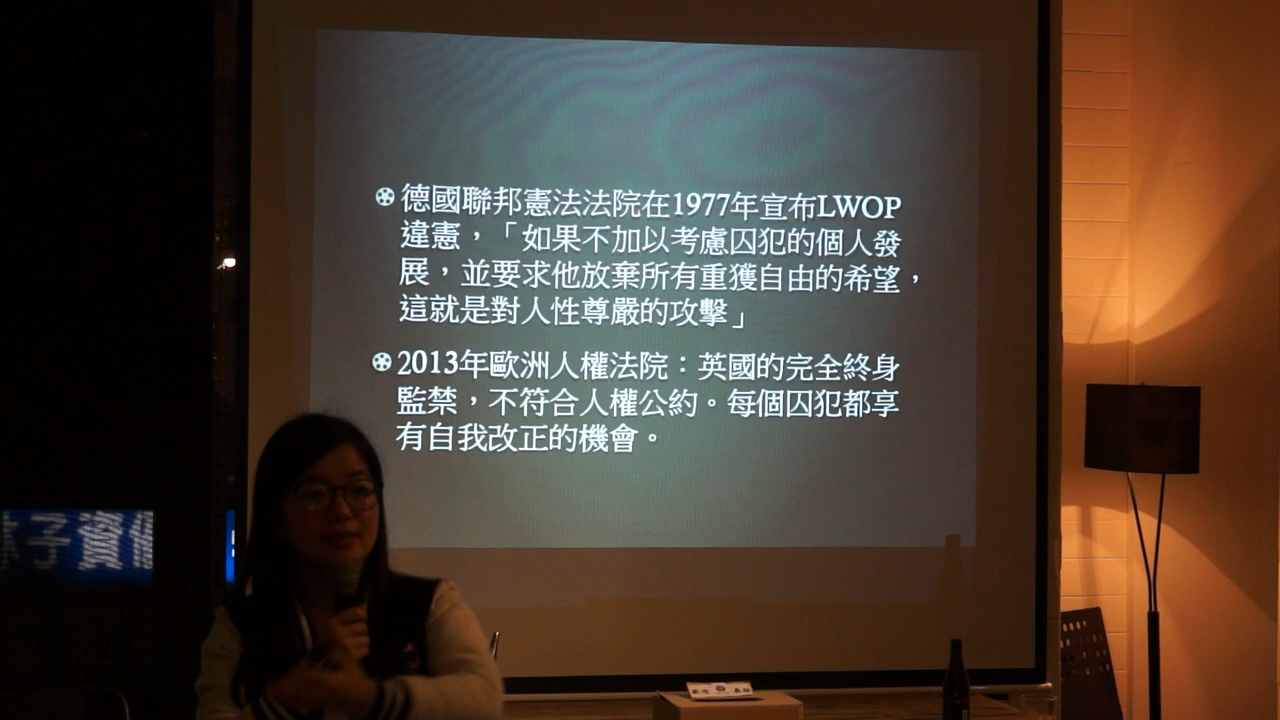 德國聯邦憲法法院在1977年宣布LWOP
違憲，「如果不加以考慮囚犯的個人發
展，並要求他放棄所有重獲自由的希望，
這就是對人性尊嚴的攻擊」
2013年歐洲人權法院：英國的完全終身
監禁，不符合人權公約。每個囚犯都享
有自我改正的機會。
子資